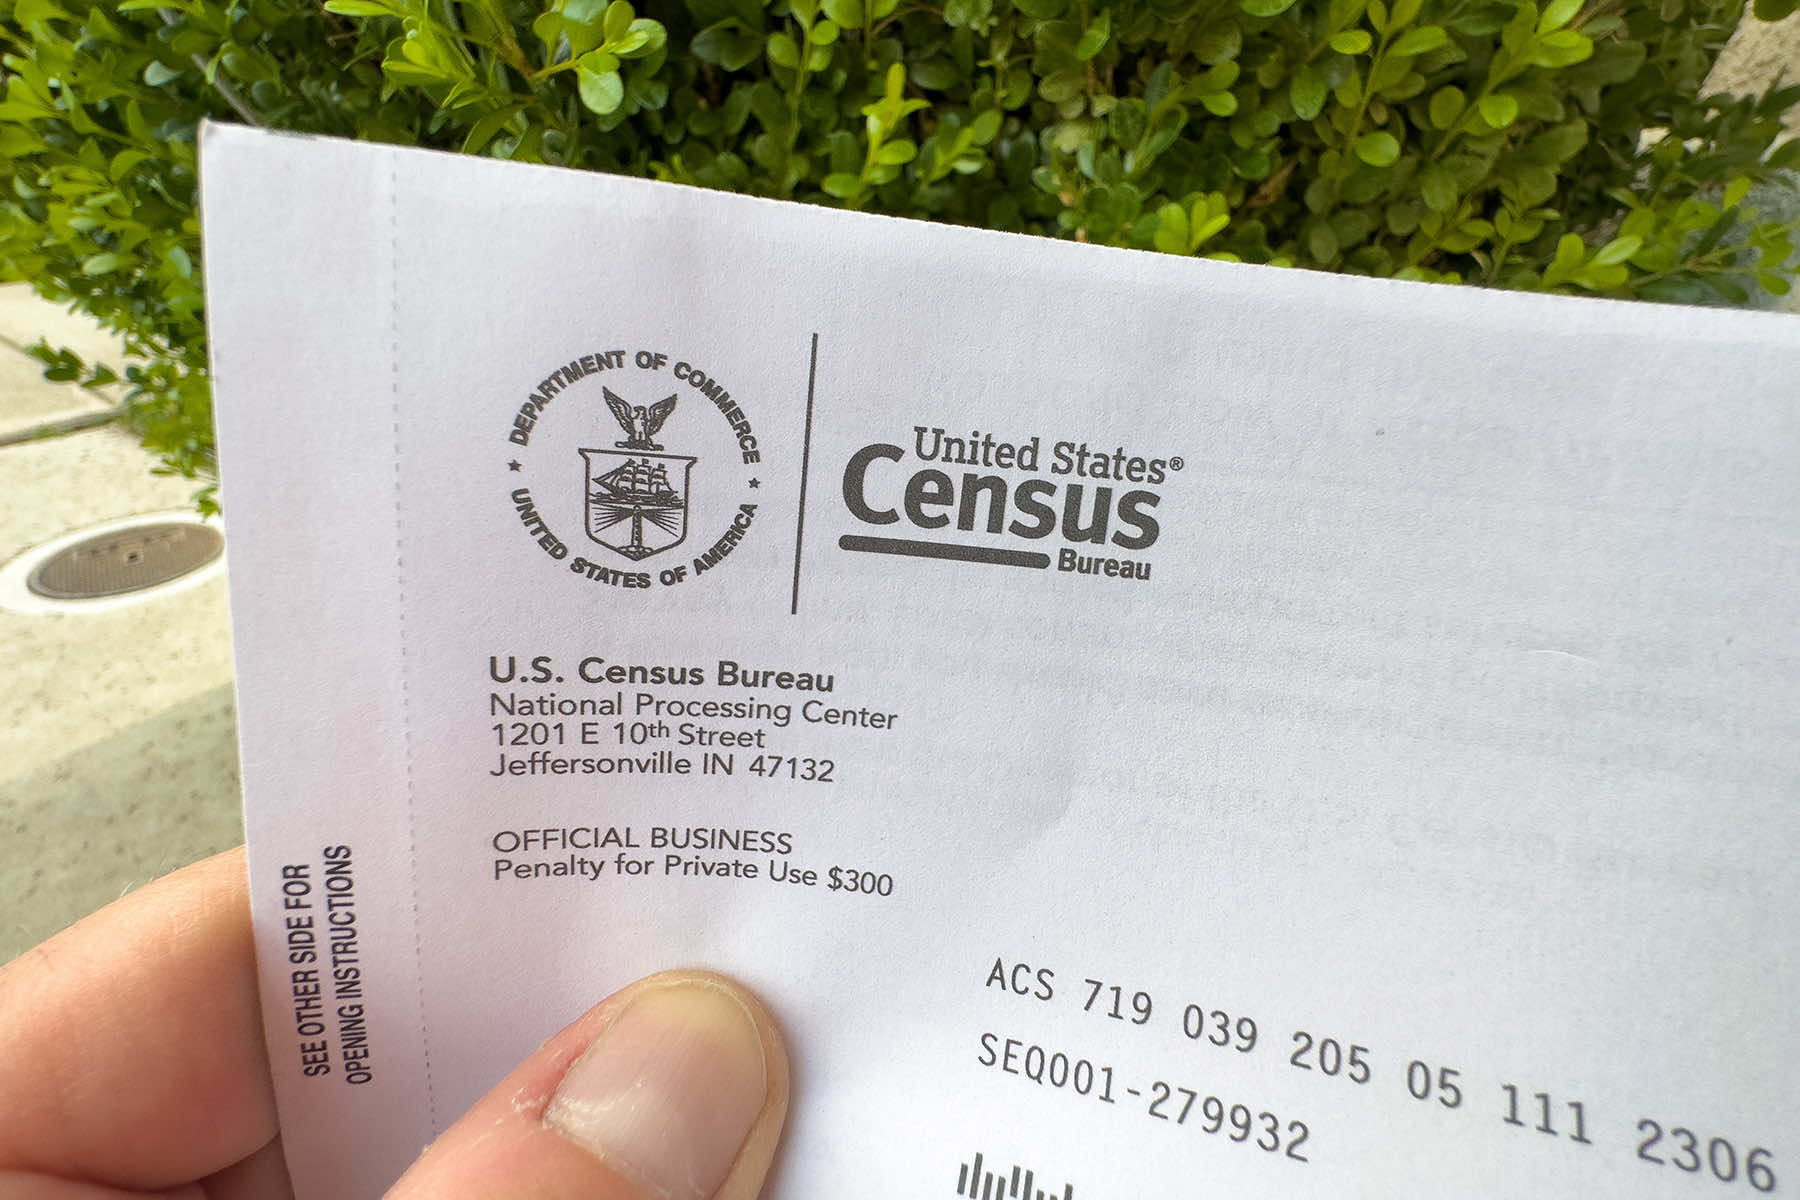 DEPARTMENT OF COMMERCE
UNITED STATES OF AMERICA
United States®
Census
Bureau
U.S. Census Bureau
National Processing Center
1201 E 10th Street
Jeffersonville IN 47132
OFFICIAL BUSINESS
Penalty for Private Use $300
SEE OTHER SIDE FOR
OPENING INSTRUCTIONS
ACS 719 039 205 05 111 2306
SEQ001-279932